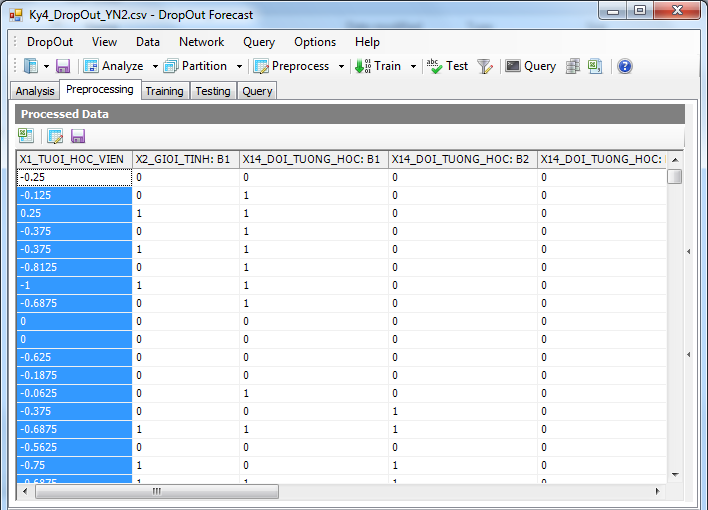 Ky4_DropOut_YN2.csv - DropOut Forecast
DropOut View Data Network Query Options Help
Analyze Partition Preprocess Train Test Query
Analysis Preprocessing Training Testing Query
Processed Data
X1_TUOI_HOC_VIEN X2_GIOI_TINH: B1 X14_DOI_TUONG_HOC: B1 X14_DOI_TUONG_HOC: B2 X14_DOI_TUONG_HOC:
-0.25 0 0 0 0
-0.125 0 1 0 0
0.25 1 1 0 0
-0.375 0 1 0 0
-0.375 1 1 0 0
-0.8125 0 1 0 0
-1 1 1 0 0
-0.6875 0 1 0 0
0 0 0 0 0
0 0 0 0 0
-0.625 0 0 0 0
-0.1875 0 0 0 0
-0.0625 0 1 0 0
-0.375 0 0 1 0
-0.6875 1 1 1 0
-0.5625 0 0 0 0
-0.75 1 0 1 0
-0.6875 1 1 1 0